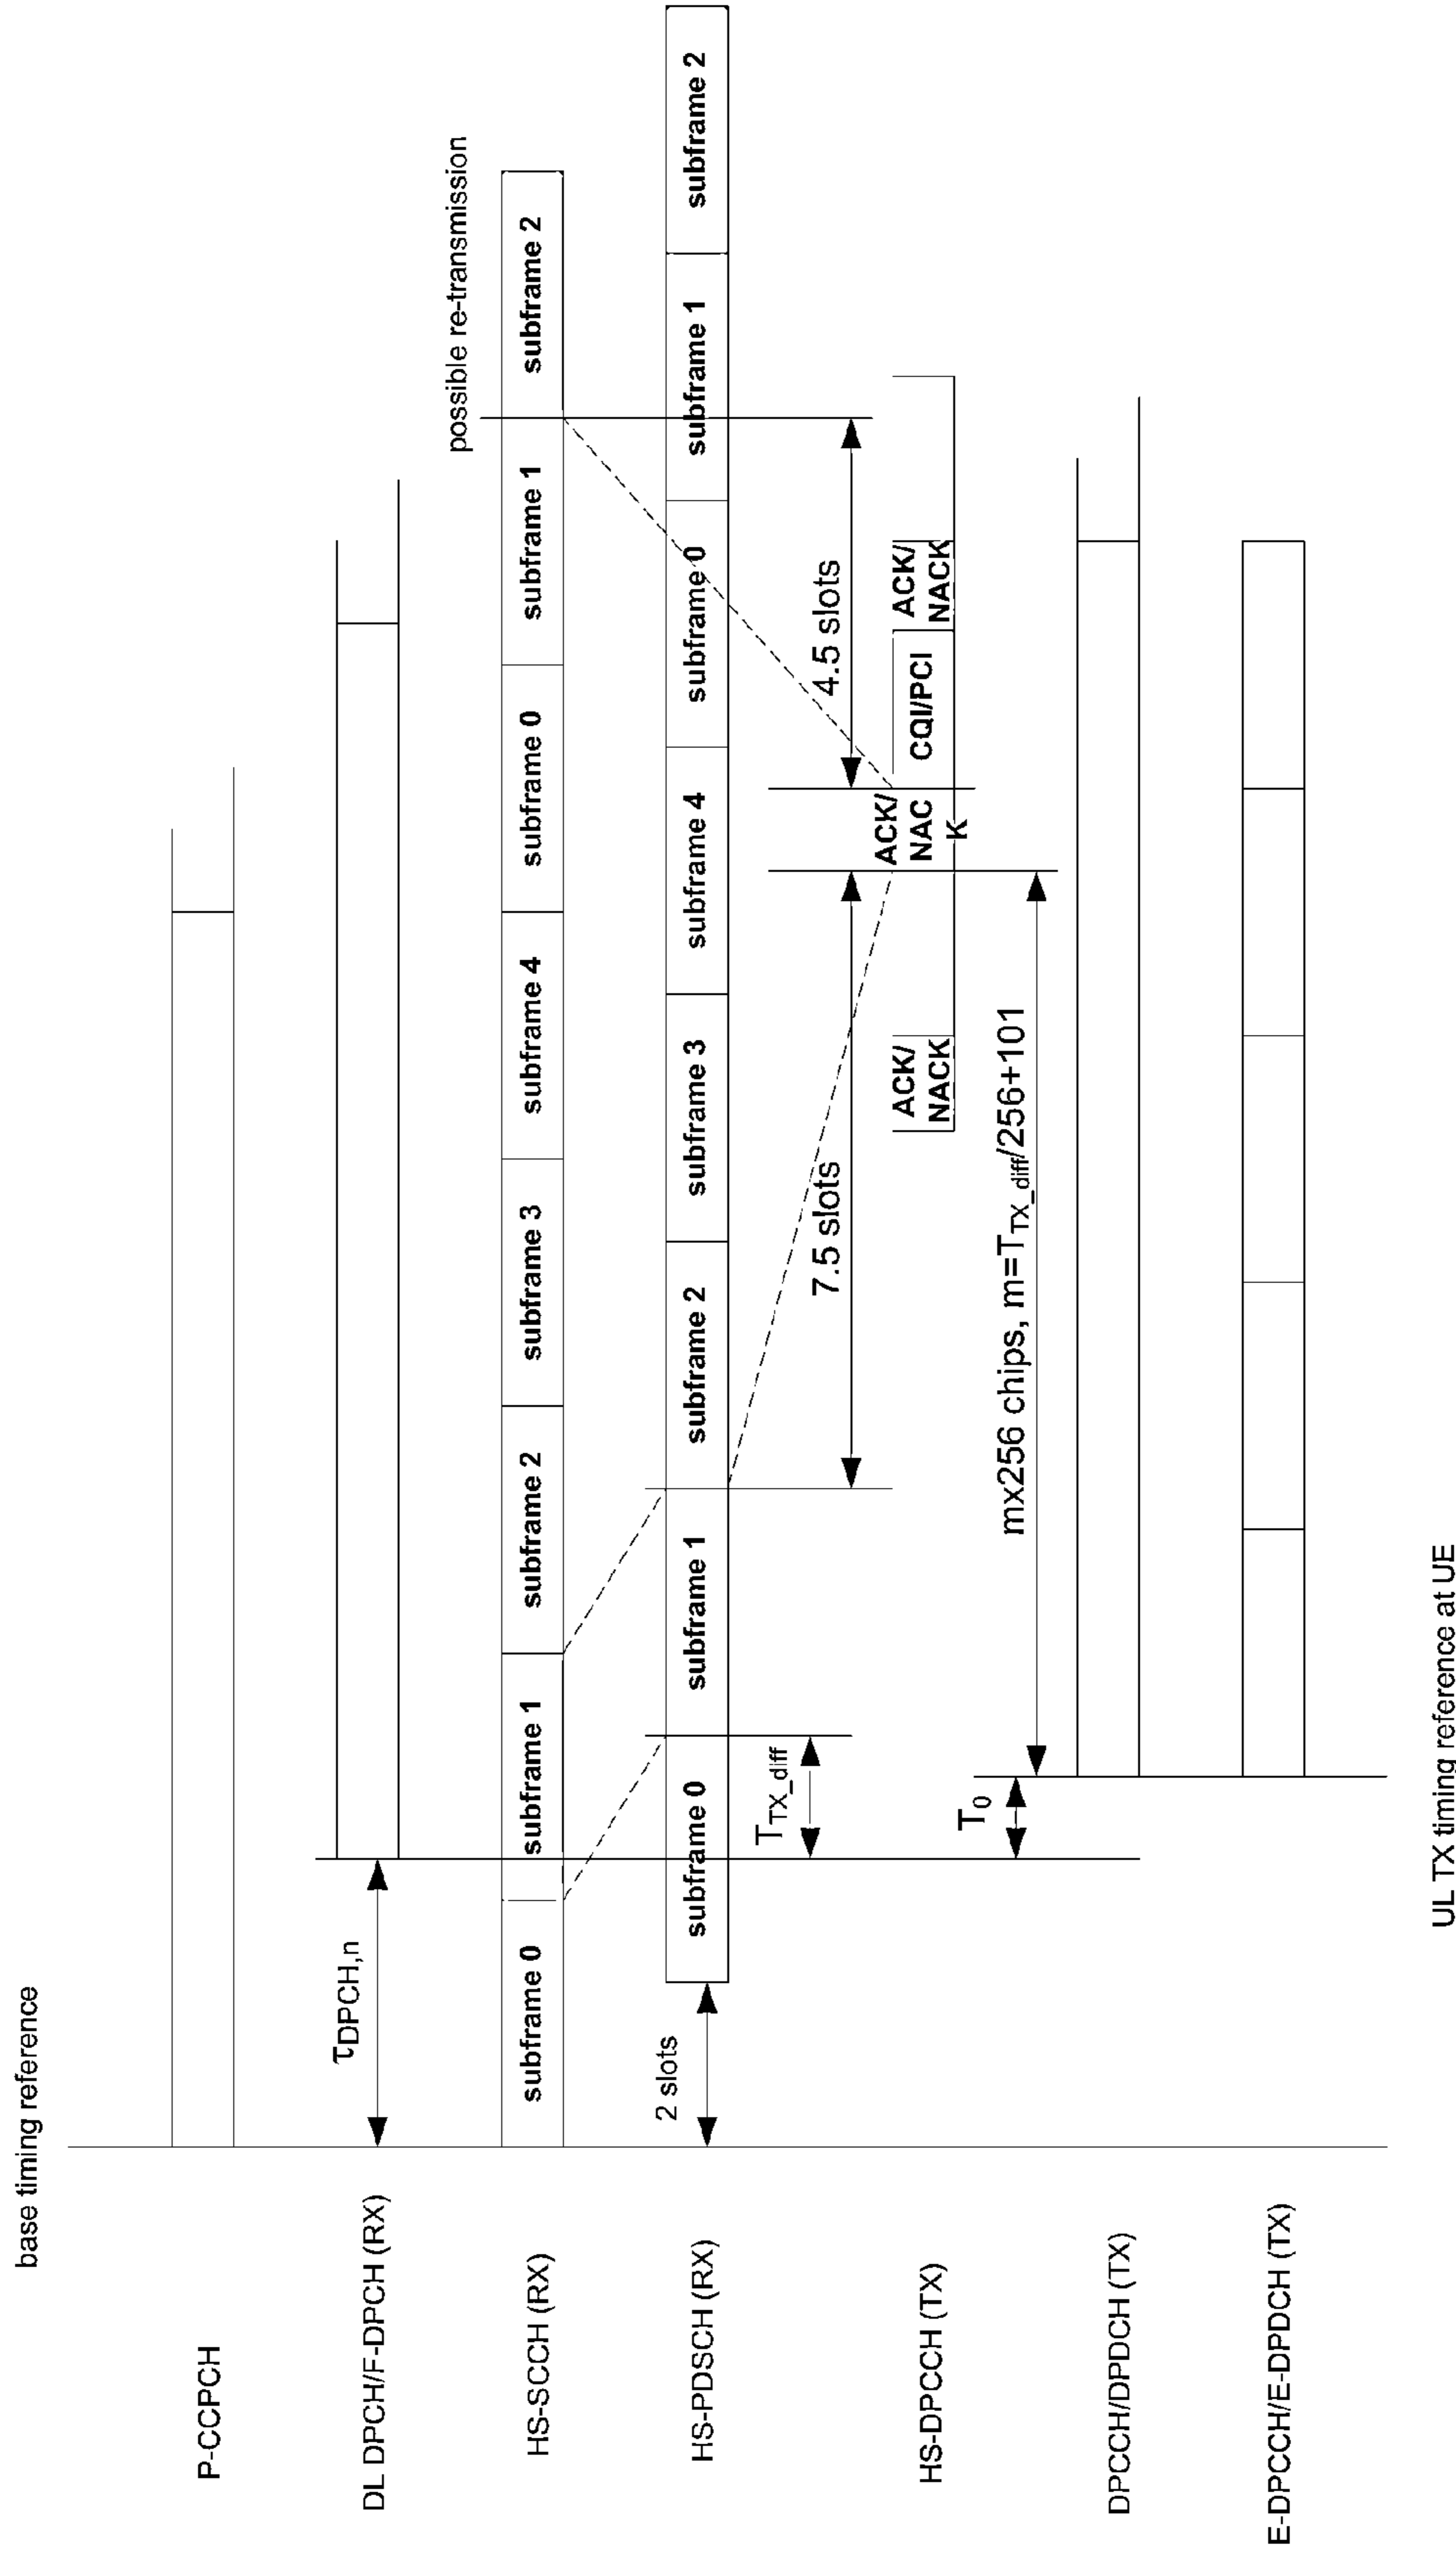 base timing reference
P-CCPCH
τDPCH,n
DL DPCH/F-DPCH (RX)
possible re-transmission
HS-SCCH (RX)
subframe 0
subframe 1
subframe 2
subframe 3
subframe 4
subframe 0
subframe 1
subframe 2
2 slots
HS-PDSCH (RX)
subframe 0
subframe 1
subframe 2
subframe 3
subframe 4
subframe 0
subframe 1
subframe 2
TTX_diff
7.5 slots
4.5 slots
HS-DPCCH (TX)
ACK/
NACK
ACK/
NAC
K
CQI/PCI
ACK/
NACK
T0
mx256 chips, m=TTX_diff/256+101
DPCCH/DPDCH (TX)
E-DPCCH/E-DPDCH (TX)
UL TX timing reference at UE